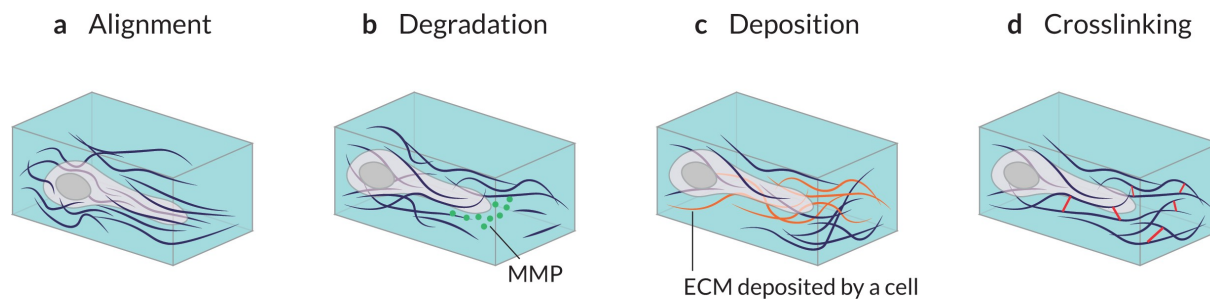 a Alignment
b Degradation
c Deposition
d Crosslinking
MMP
ECM deposited by a cell